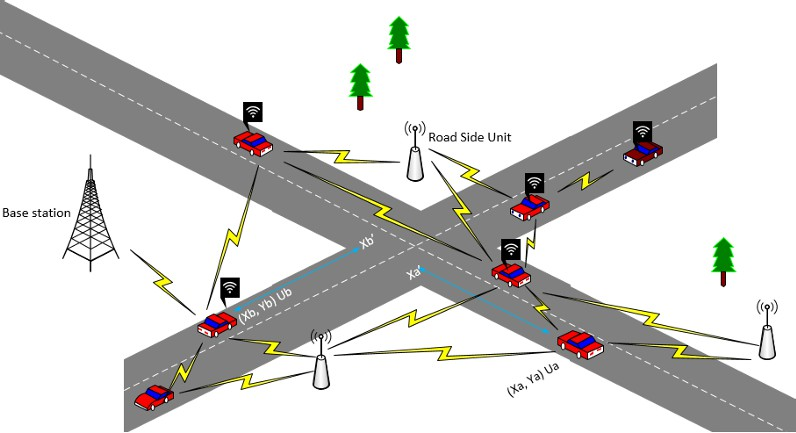 Road Side Unit
Base station
Xb'
Xa'
(Xb, Yb) Ub
(Xa, Ya) Ua